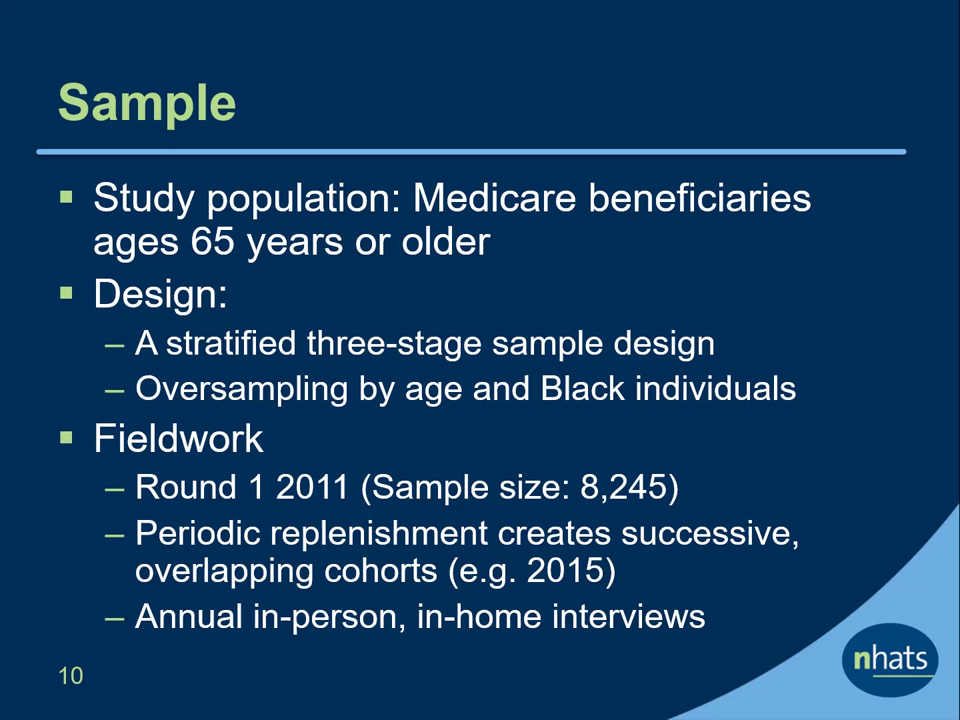 Sample
▪ Study population: Medicare beneficiaries
ages 65 years or older
▪ Design:
– A stratified three-stage sample design
– Oversampling by age and Black individuals
▪ Fieldwork
– Round 1 2011 (Sample size: 8,245)
– Periodic replenishment creates successive,
overlapping cohorts (e.g. 2015)
– Annual in-person, in-home interviews
10
nhats